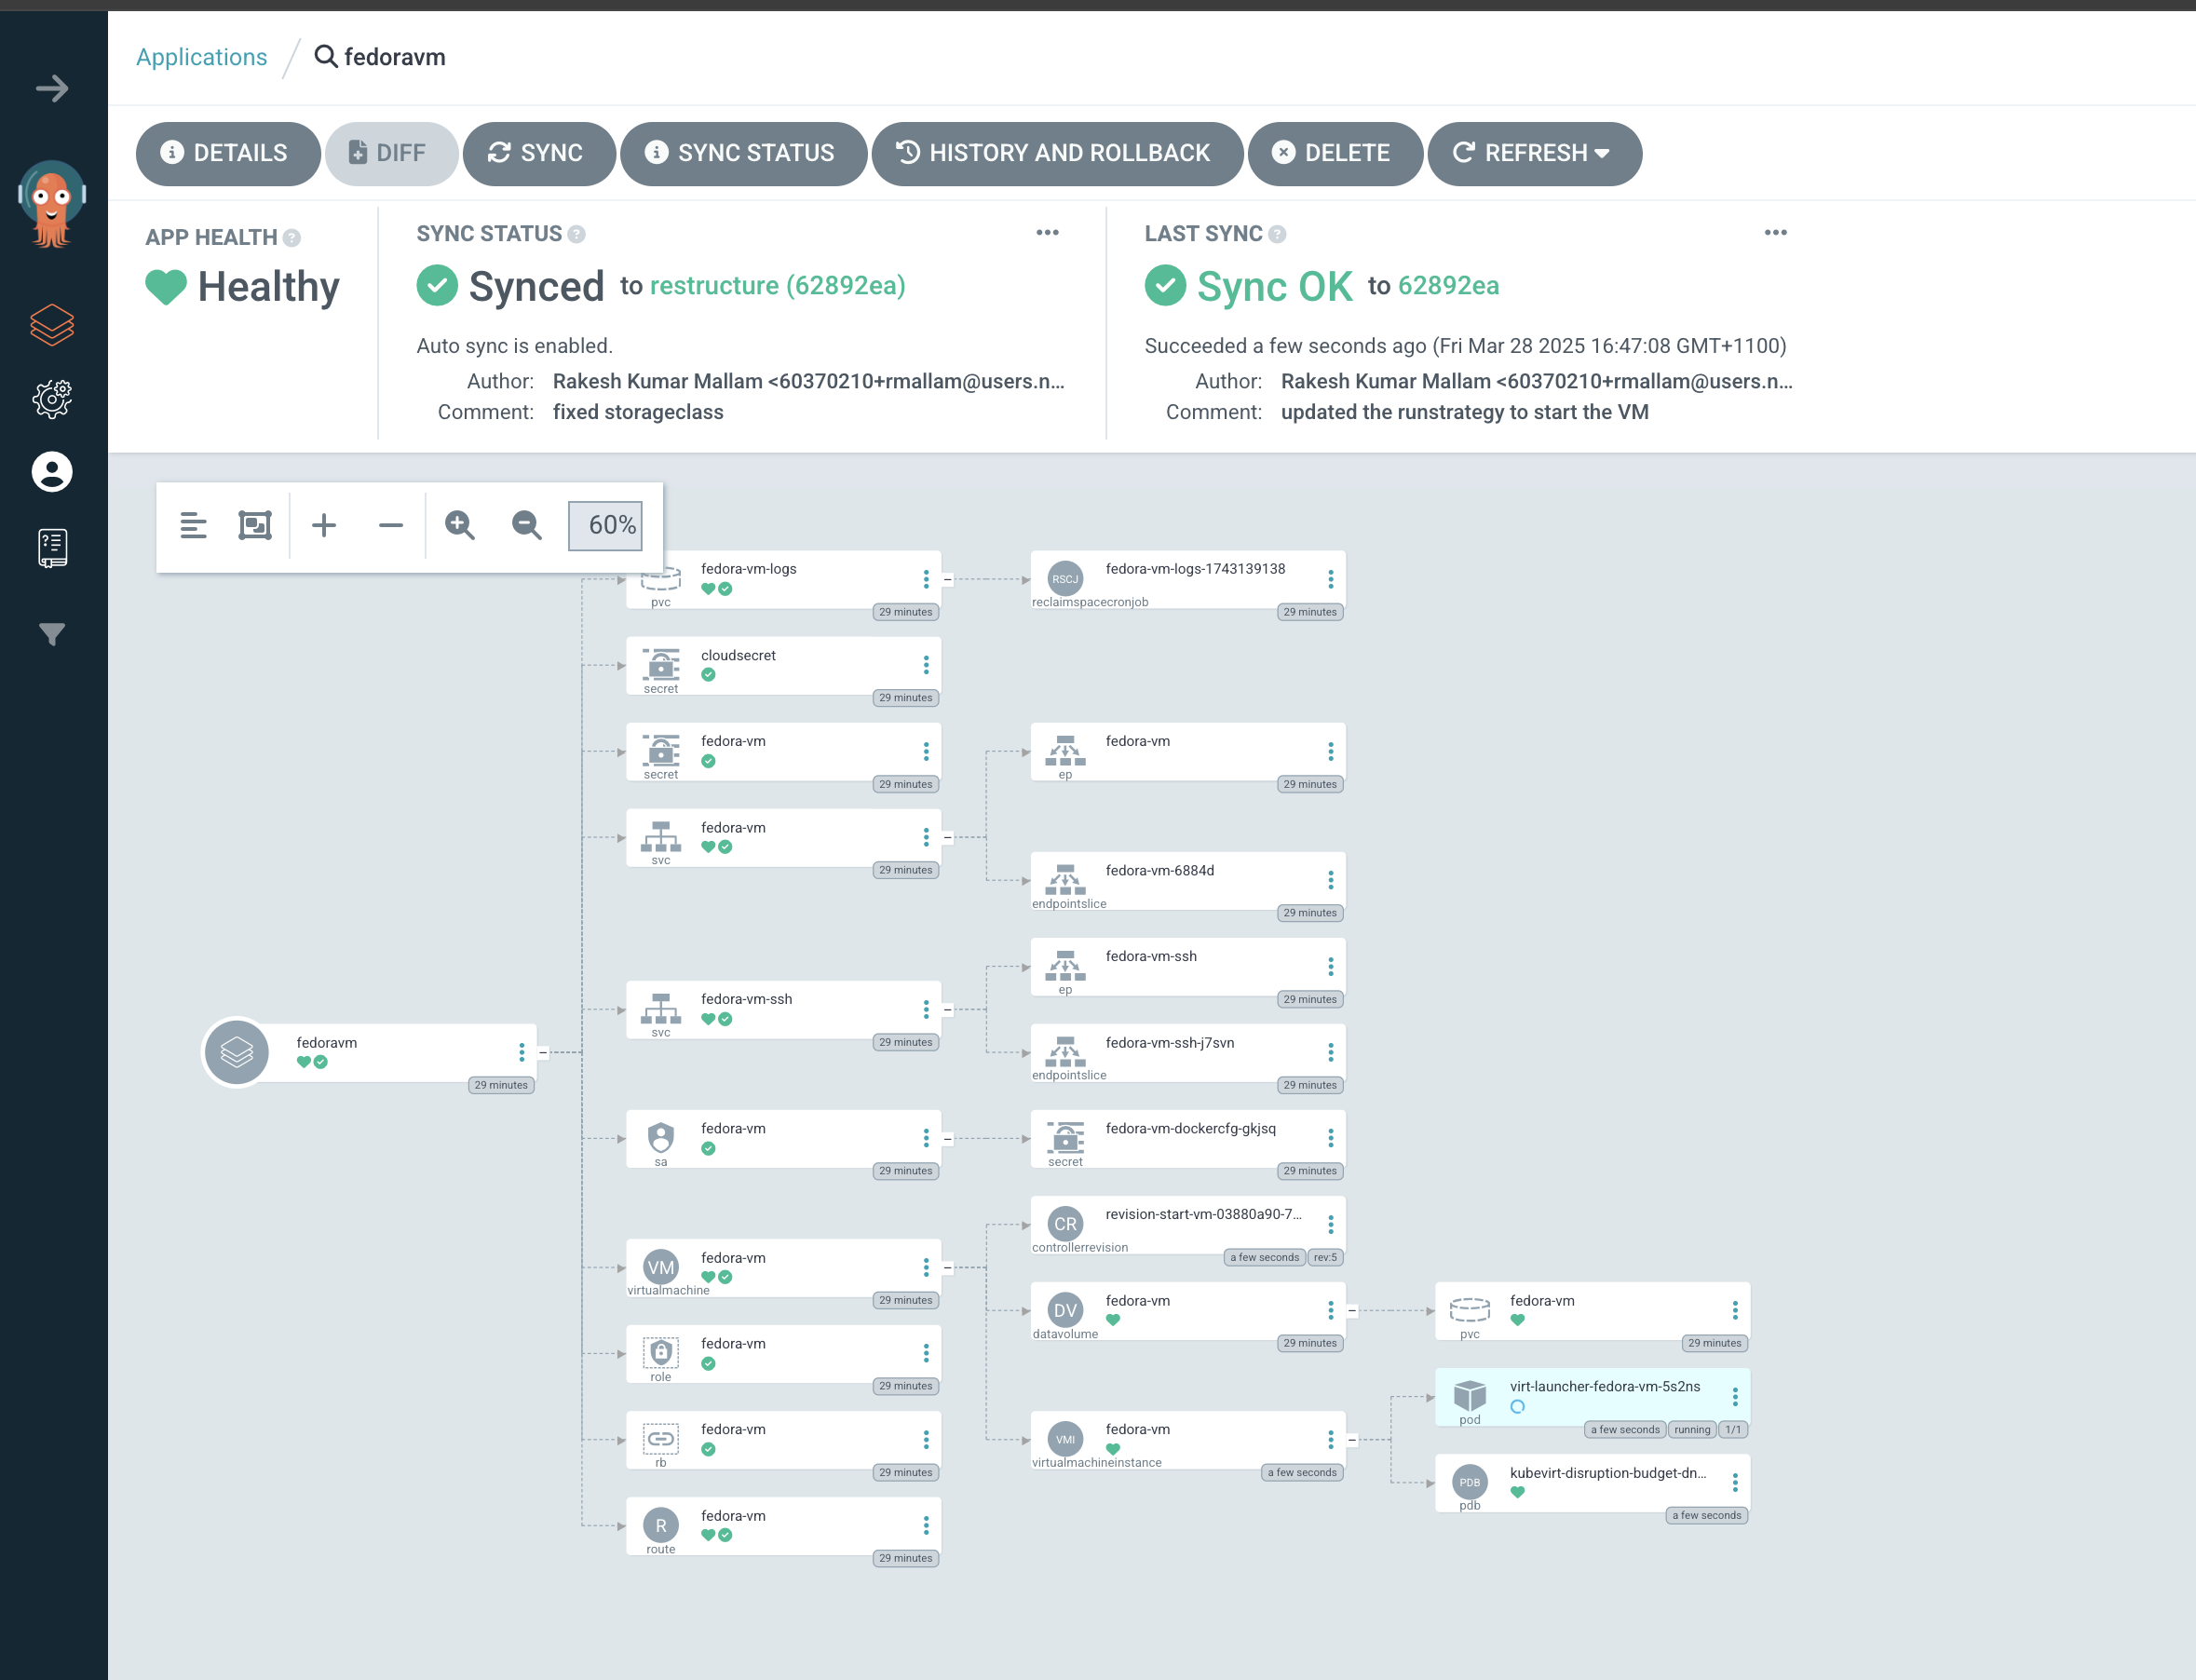 Applications / fedoravm
DETAILS DIFF SYNC SYNC STATUS HISTORY AND ROLLBACK DELETE REFRESH
APP HEALTH
Healthy
SYNC STATUS
Synced to restructure (62892ea)
Auto sync is enabled.
Author: Rakesh Kumar Mallam <60370210+rmallam@users.n...
Comment: fixed storageclass
LAST SYNC
Sync OK to 62892ea
Succeeded a few seconds ago (Fri Mar 28 2025 16:47:08 GMT+1100)
Author: Rakesh Kumar Mallam <60370210+rmallam@users.n...
Comment: updated the runstrategy to start the VM
60%
fedoravm
29 minutes
fedora-vm-logs
pvc
29 minutes
cloudsecret
secret
29 minutes
fedora-vm
secret
29 minutes
fedora-vm
svc
29 minutes
fedora-vm-ssh
svc
29 minutes
fedora-vm
sa
29 minutes
VM
fedora-vm
virtualmachine
29 minutes
fedora-vm
role
29 minutes
fedora-vm
rb
29 minutes
R
fedora-vm
route
29 minutes
RSCJ
fedora-vm-logs-1743139138
reclaimspacecronjob
29 minutes
fedora-vm
ep
29 minutes
fedora-vm-6884d
endpointslice
29 minutes
fedora-vm-ssh
ep
29 minutes
fedora-vm-ssh-j7svn
endpointslice
29 minutes
fedora-vm-dockercfg-gkjsq
secret
29 minutes
CR
revision-start-vm-03880a90-7...
controllerrevision
a few seconds rev:5
DV
fedora-vm
datavolume
29 minutes
VMI
fedora-vm
virtualmachineinstance
a few seconds
fedora-vm
pvc
29 minutes
virt-launcher-fedora-vm-5s2ns
pod
a few seconds running 1/1
PDB
kubevirt-disruption-budget-dn...
pdb
a few seconds